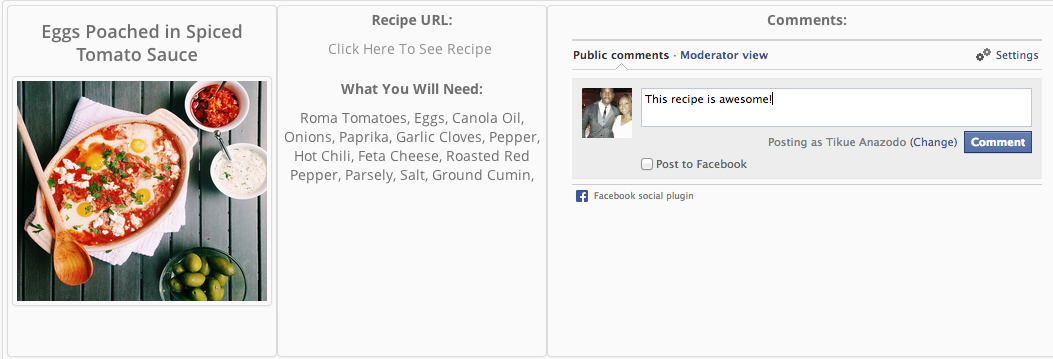 Eggs Poached in Spiced
Tomato Sauce
Recipe URL:
Click Here To See Recipe
What You Will Need:
Roma Tomatoes, Eggs, Canola Oil,
Onions, Paprika, Garlic Cloves, Pepper,
Hot Chili, Feta Cheese, Roasted Red
Pepper, Parsely, Salt, Ground Cumin,
Comments:
Public comments · Moderator view
Settings
This recipe is awesome!
Posting as Tikue Anazodo (Change)
Comment
Post to Facebook
Facebook social plugin